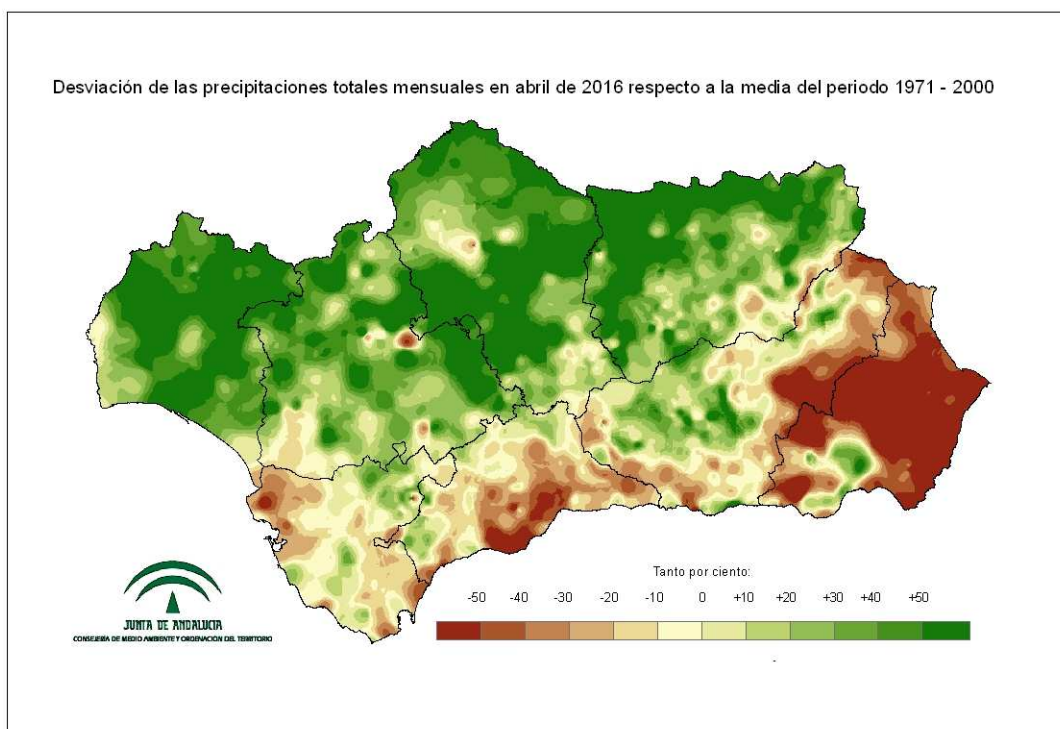 Desviación de las precipitaciones totales mensuales en abril de 2016 respecto a la media del periodo 1971 - 2000
Tanto por ciento:
-50 -40 -30 -20 -10 0 +10 +20 +30 +40 +50
JUNTA DE ANDALUCIA
CONSEJERÍA DE MEDIO AMBIENTE Y ORDENACIÓN DEL TERRITORIO